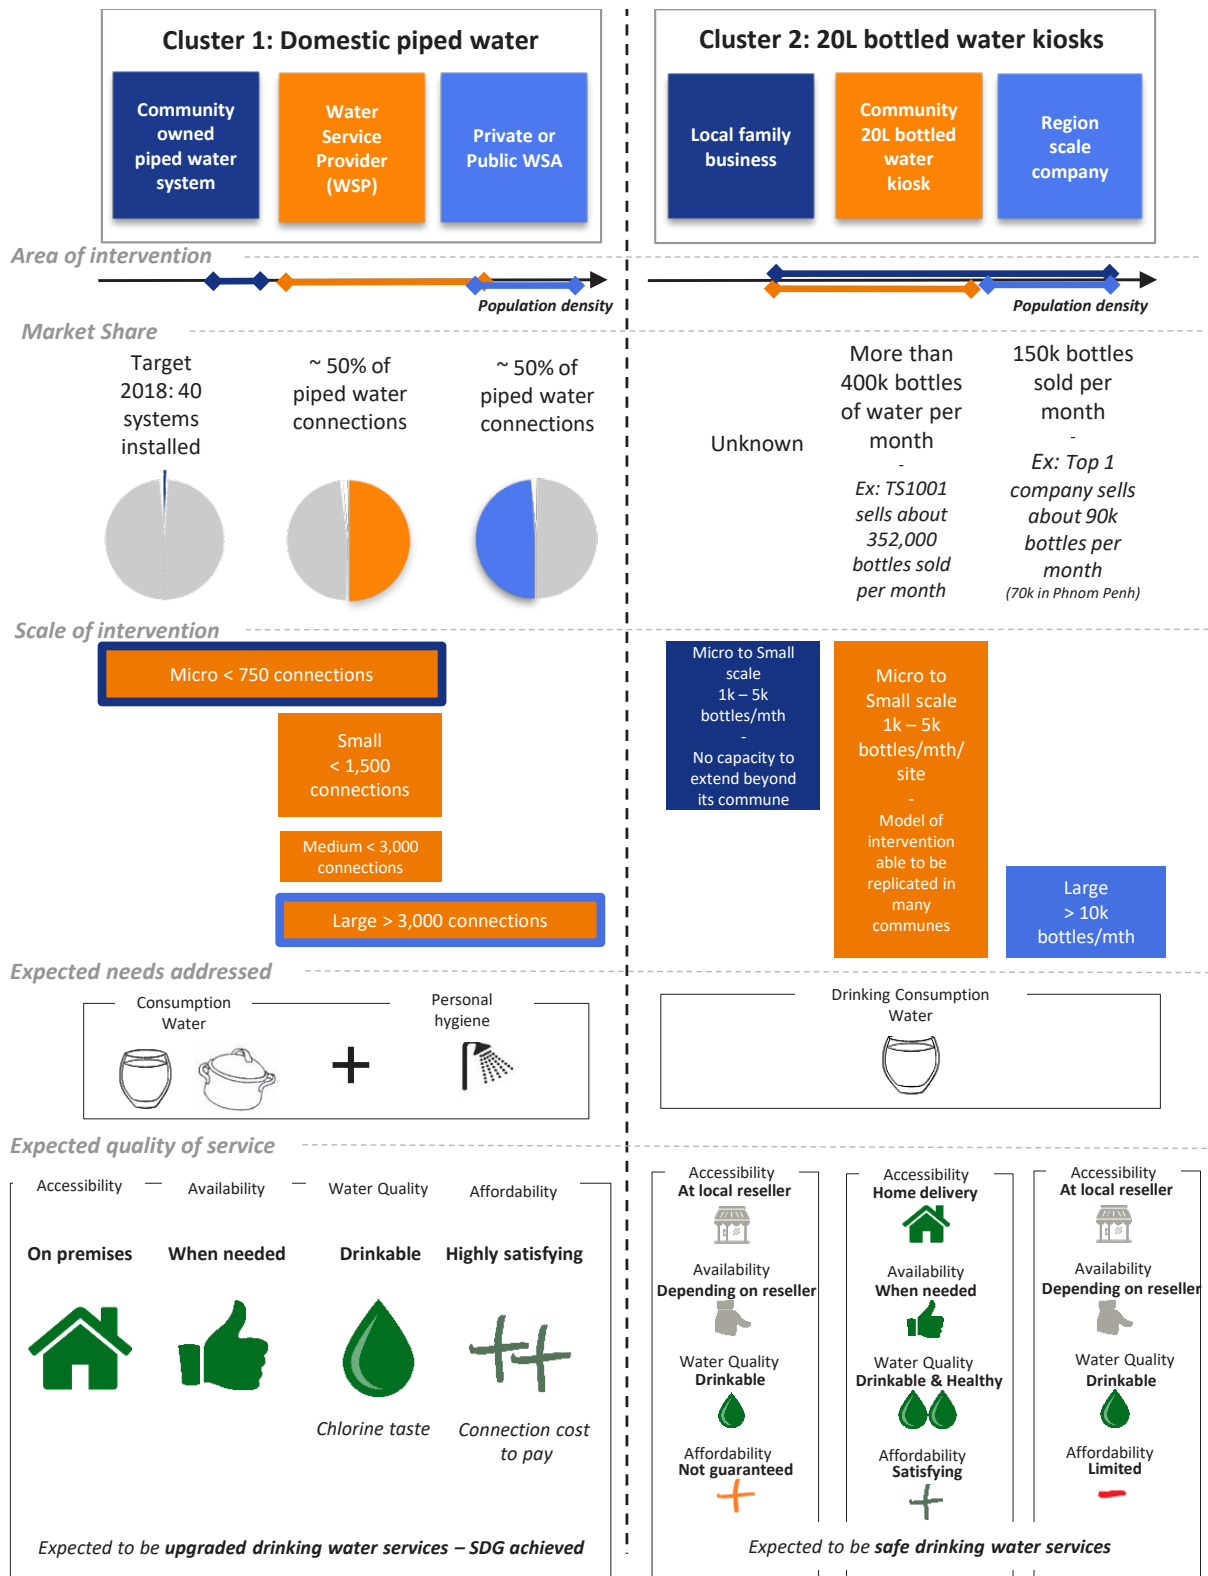 Cluster 1: Domestic piped water
Community
owned
piped water
system
Water
Service
Provider
(WSP)
Private or
Public WSA
Cluster 2: 20L bottled water kiosks
Local family
business
Community
20L bottled
water
kiosk
Region
scale
company
Area of intervention
Population density
Population density
Market Share
Target
2018: 40
systems
installed
~ 50% of
piped water
connections
~ 50% of
piped water
connections
Unknown
More than
400k bottles
of water per
month
-
Ex: TS1001
sells about
352,000
bottles sold
per month
150k bottles
sold per
month
-
Ex: Top 1
company sells
about 90k
bottles per
month
(70k in Phnom Penh)
Scale of intervention
Micro < 750 connections
Small
< 1,500
connections
Medium < 3,000
connections
Large > 3,000 connections
Micro to Small
scale
1k – 5k
bottles/mth
-
No capacity to
extend beyond
its commune
Micro to
Small scale
1k – 5k
bottles/mth/
site
-
Model of
intervention
able to be
replicated in
many
communes
Large
> 10k
bottles/mth
Expected needs addressed
Consumption
Water
Personal
hygiene
Drinking Consumption
Water
Expected quality of service
Accessibility
On premises
Availability
When needed
Water Quality
Drinkable
Chlorine taste
Affordability
Highly satisfying
Connection cost
to pay
Expected to be upgraded drinking water services – SDG achieved
Accessibility
At local reseller
Availability
Depending on reseller
Water Quality
Drinkable
Affordability
Not guaranteed
Accessibility
Home delivery
Availability
When needed
Water Quality
Drinkable & Healthy
Affordability
Satisfying
Accessibility
At local reseller
Availability
Depending on reseller
Water Quality
Drinkable
Affordability
Limited
Expected to be safe drinking water services